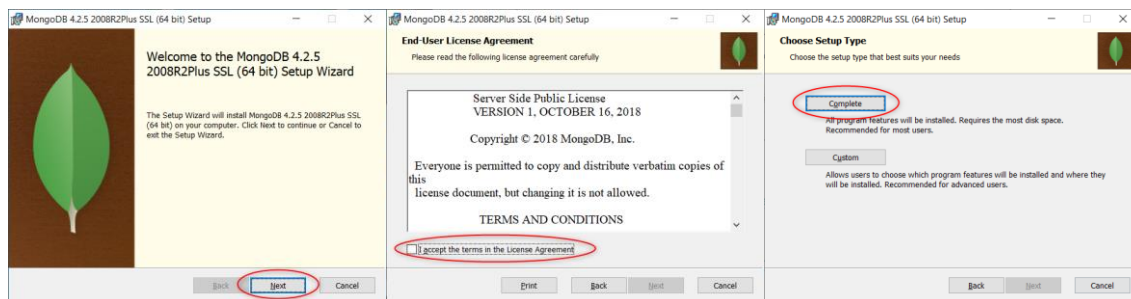 MongoDB 4.2.5 2008R2Plus SSL (64 bit) Setup
Welcome to the MongoDB 4.2.5
2008R2Plus SSL (64 bit) Setup Wizard
The Setup Wizard will install MongoDB 4.2.5 2008R2Plus SSL
(64 bit) on your computer. Click Next to continue or Cancel to
exit the Setup Wizard.
Back
Next
Cancel
MongoDB 4.2.5 2008R2Plus SSL (64 bit) Setup
End-User License Agreement
Please read the following license agreement carefully
Server Side Public License
VERSION 1, OCTOBER 16, 2018
Copyright © 2018 MongoDB, Inc.
Everyone is permitted to copy and distribute verbatim copies of
this
license document, but changing it is not allowed.
TERMS AND CONDITIONS
I accept the terms in the License Agreement
Print
Back
Next
Cancel
MongoDB 4.2.5 2008R2Plus SSL (64 bit) Setup
Choose Setup Type
Choose the setup type that best suits your needs
Complete
All program features will be installed. Requires the most disk space.
Recommended for most users.
Custom
Allows users to choose which program features will be installed and where they
will be installed. Recommended for advanced users.
Back
Next
Cancel